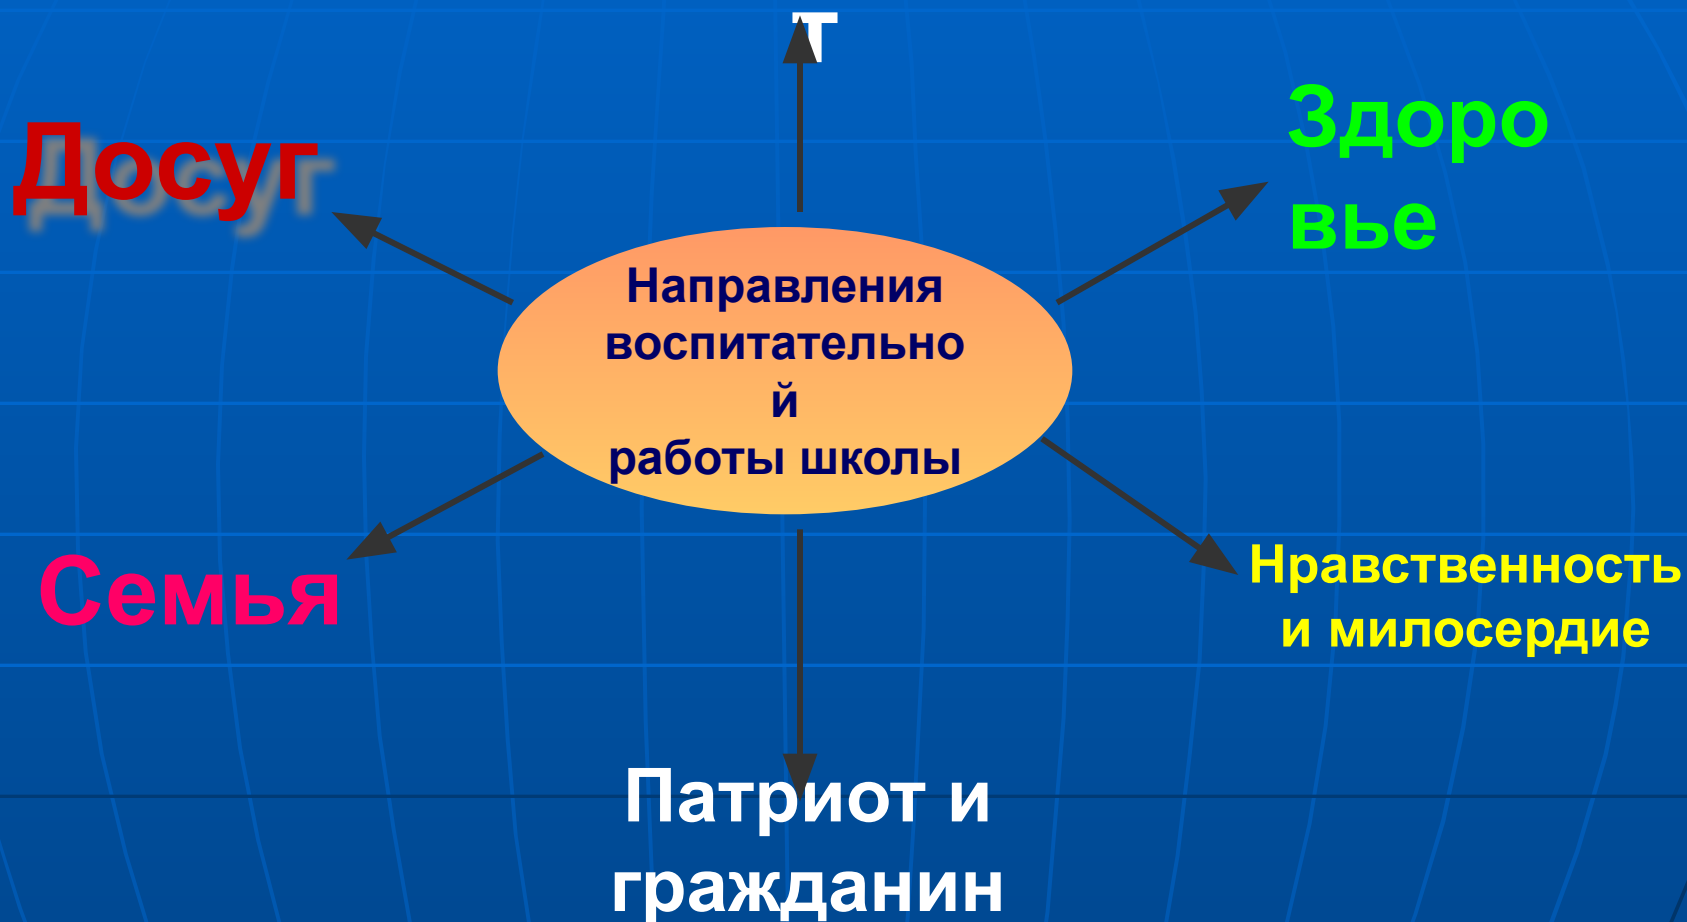 т
Досуг
Здоро
вье
Направления
воспитательно
й
работы школы
Семья
Нравственность
и милосердие
Патриот и
гражданин